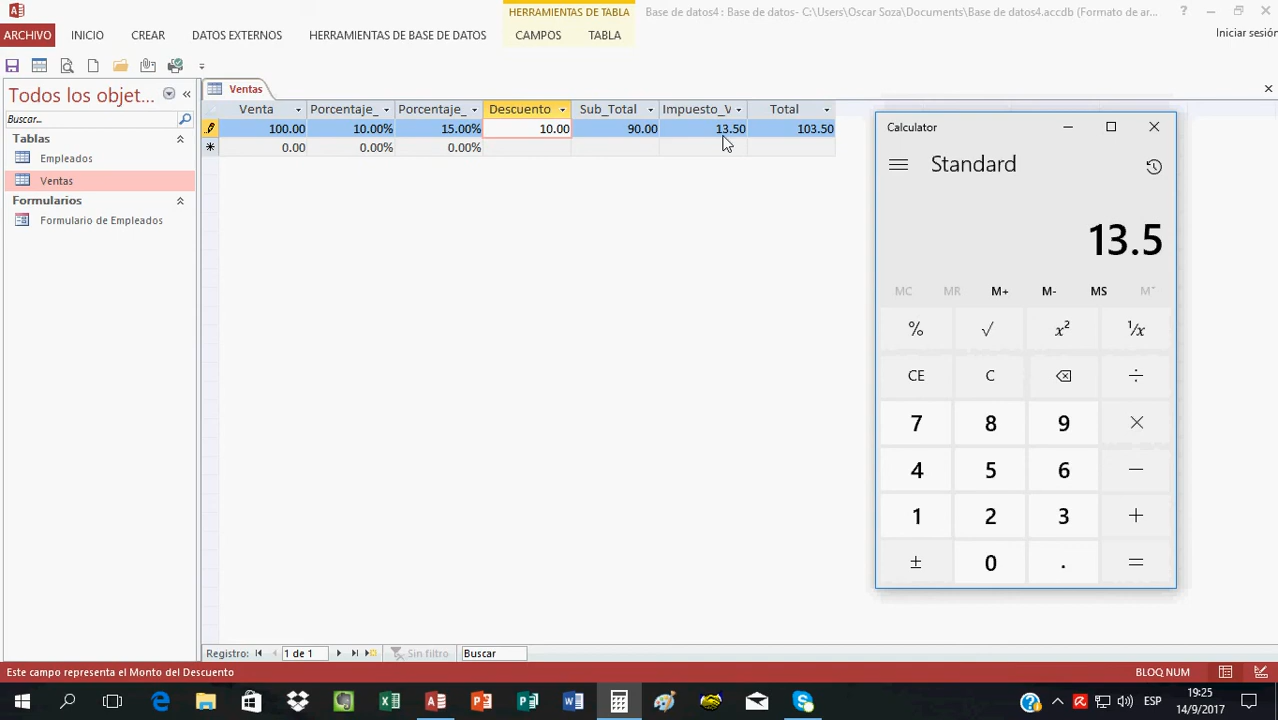 HERRAMIENTAS DE TABLA
Base de datos4 : Base de datos- C:\Users\Oscar Soza\Documents\Base de datos4.accdb (Formato de ar...
?
ARCHIVO INICIO CREAR DATOS EXTERNOS HERRAMIENTAS DE BASE DE DATOS CAMPOS TABLA
Iniciar sesión
Todos los objet...
Buscar...
Tablas
Empleados
Ventas
Formularios
Formulario de Empleados
Ventas
Venta Porcentaje_ Porcentaje_ Descuento Sub_Total Impuesto_V Total
100.00 10.00% 15.00% 10.00 90.00 13.50 103.50
0.00 0.00% 0.00%
Calculator
Standard
13.5
MC MR M+ M- MS M˅
% √ x² ¹/x
CE C ÷
7 8 9 ×
4 5 6 −
1 2 3 +
± 0 . =
Registro: 1 de 1 Sin filtro Buscar
Este campo representa el Monto del Descuento
BLOQ NUM
ESP
19:25
14/9/2017